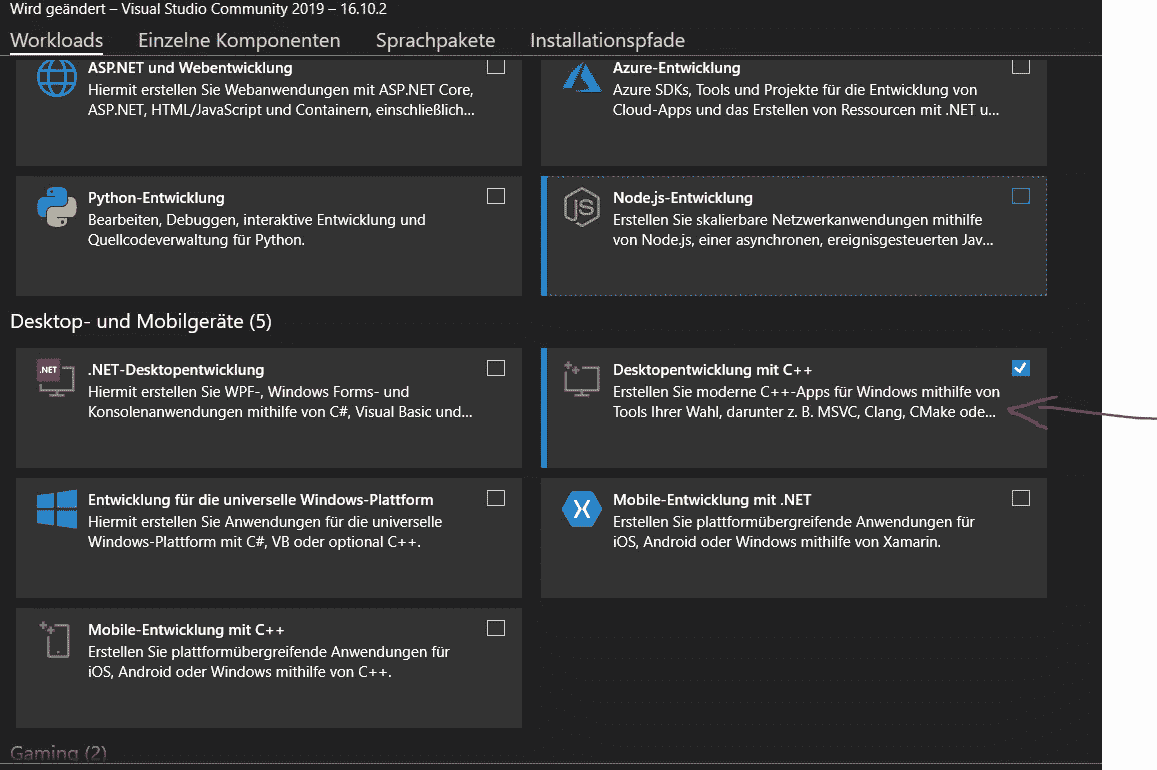 Wird geändert – Visual Studio Community 2019 – 16.10.2
Workloads Einzelne Komponenten Sprachpakete Installationspfade
ASP.NET und Webentwicklung
Hiermit erstellen Sie Webanwendungen mit ASP.NET Core,
ASP.NET, HTML/JavaScript und Containern, einschließlich...
Azure-Entwicklung
Azure SDKs, Tools und Projekte für die Entwicklung von
Cloud-Apps und das Erstellen von Ressourcen mit .NET u...
Python-Entwicklung
Bearbeiten, Debuggen, interaktive Entwicklung und
Quellcodeverwaltung für Python.
JS
Node.js-Entwicklung
Erstellen Sie skalierbare Netzwerkanwendungen mithilfe
von Node.js, einer asynchronen, ereignisgesteuerten Jav...
Desktop- und Mobilgeräte (5)
.NET
.NET-Desktopentwicklung
Hiermit erstellen Sie WPF-, Windows Forms- und
Konsolenanwendungen mithilfe von C#, Visual Basic und...
Desktopentwicklung mit C++
Erstellen Sie moderne C++-Apps für Windows mithilfe von
Tools Ihrer Wahl, darunter z. B. MSVC, Clang, CMake ode...
Entwicklung für die universelle Windows-Plattform
Hiermit erstellen Sie Anwendungen für die universelle
Windows-Plattform mit C#, VB oder optional C++.
Mobile-Entwicklung mit .NET
Erstellen Sie plattformübergreifende Anwendungen für
iOS, Android oder Windows mithilfe von Xamarin.
Mobile-Entwicklung mit C++
Erstellen Sie plattformübergreifende Anwendungen für
iOS, Android oder Windows mithilfe von C++.
Gaming (2)